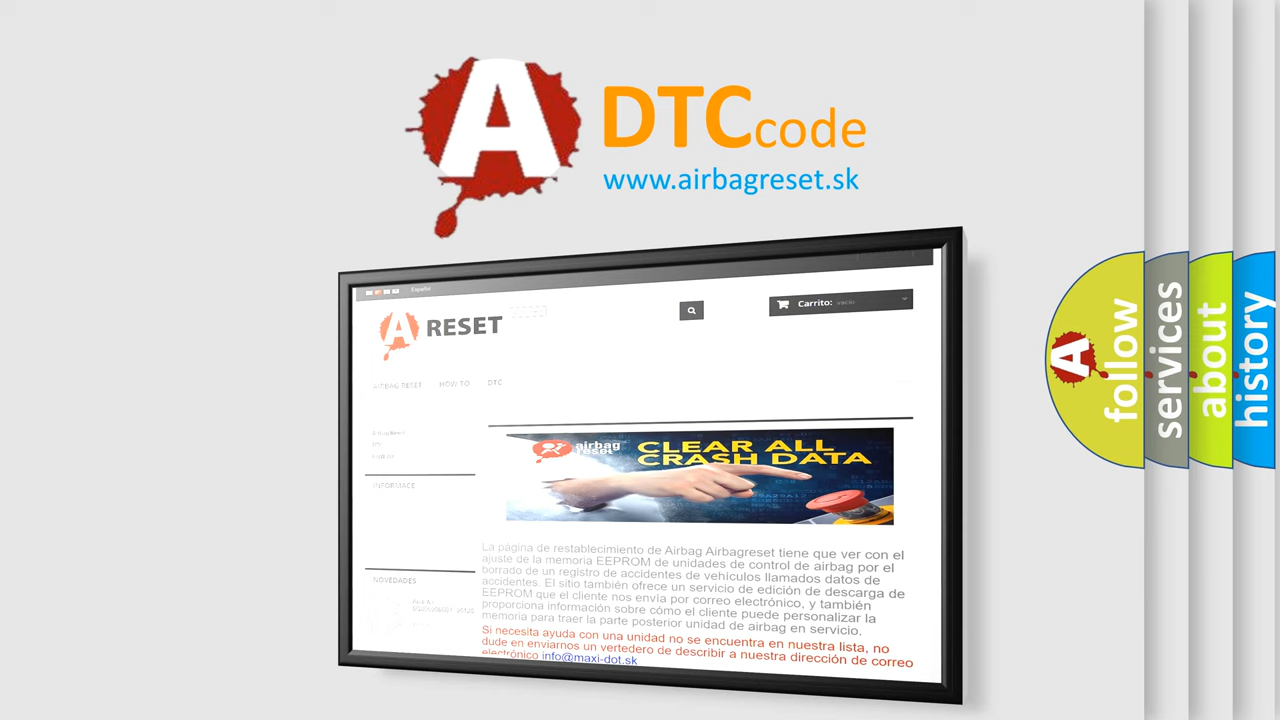 A
DTCcode
www.airbagreset.sk
Español
A RESET
Carrito: vacío
AIRBAG RESET HOW TO DTC
DTC
INFORMACE
airbag
reset
CLEAR ALL
CRASH DATA
La página de restablecimiento de Airbag Airbagreset tiene que ver con el
ajuste de la memoria EEPROM de unidades de control de airbag por el
borrado de un registro de accidentes de vehículos llamados datos de
accidentes. El sitio también ofrece un servicio de edición de descarga de
EEPROM que el cliente nos envía por correo electrónico, y también
proporciona información sobre cómo el cliente puede personalizar la
memoria para traer la parte posterior unidad de airbag en servicio.
Si necesita ayuda con una unidad no se encuentra en nuestra lista, no
dude en enviarnos un vertedero de describir a nuestra dirección de correo
electrónico info@maxi-dot.sk
NOVEDADES
A
follow
services
about
history